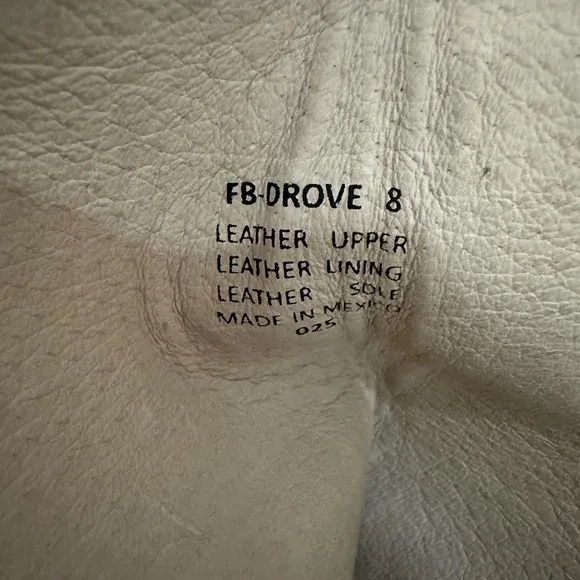 FB-DROVE 8
LEATHER UPPER
LEATHER LINING
LEATHER SOLE
MADE IN MEXICO
025